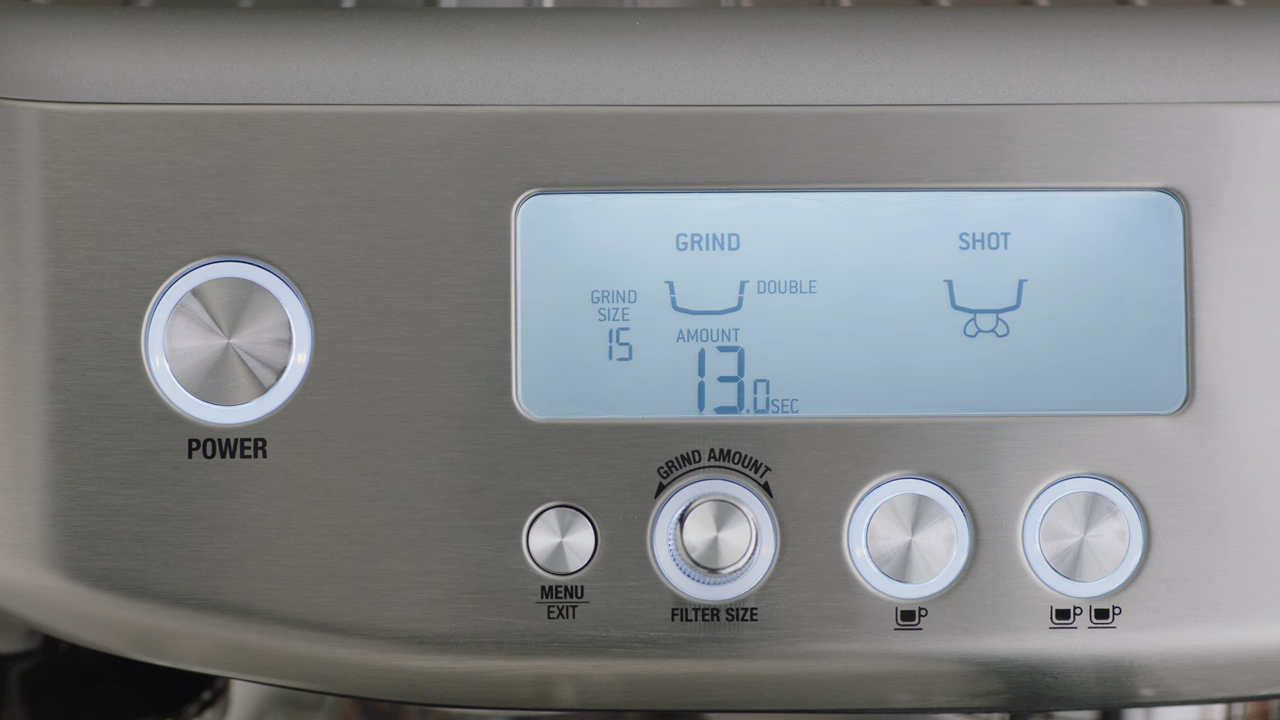 GRIND
SHOT
GRIND
SIZE
15
DOUBLE
AMOUNT
13.0SEC
POWER
GRIND AMOUNT
MENU
EXIT
FILTER SIZE